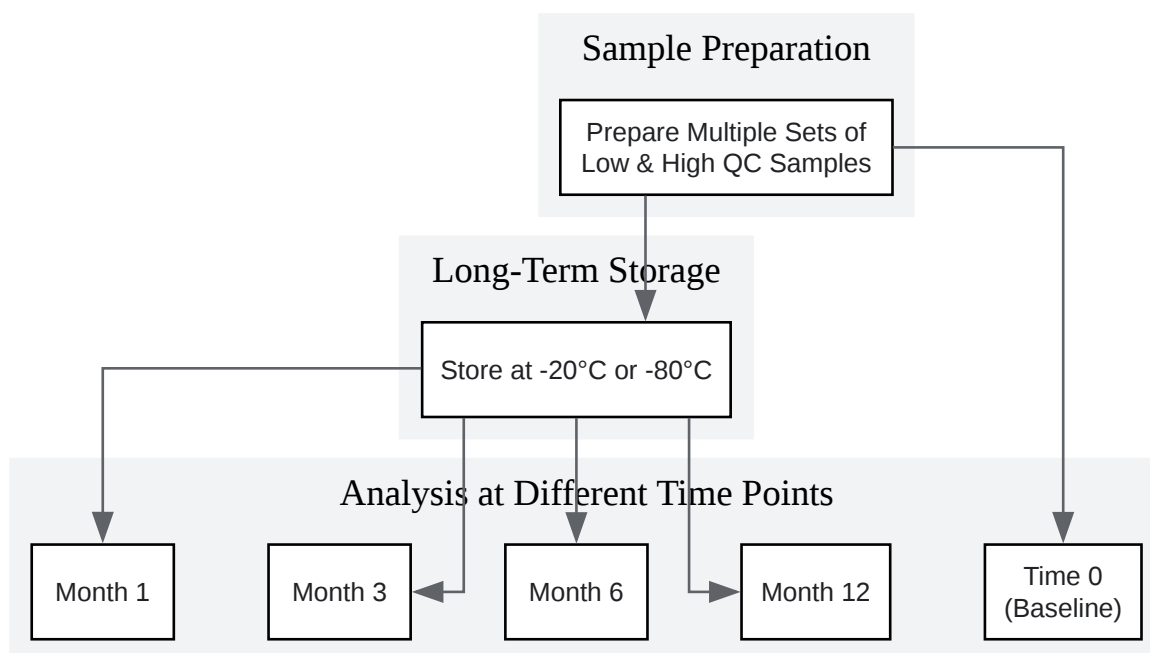 Sample Preparation
Prepare Multiple Sets of
Low & High QC Samples
Long-Term Storage
Store at -20°C or -80°C
Analysis at Different Time Points
Month 1
Month 3
Month 6
Month 12
Time 0
(Baseline)